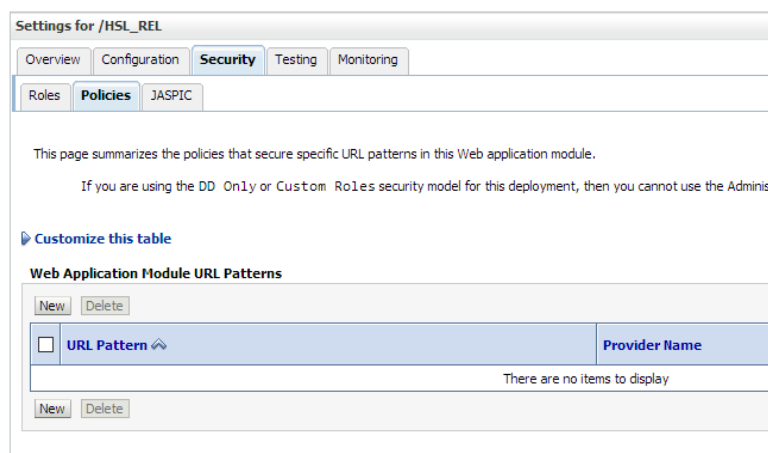 Settings for /HSL_REL
Overview Configuration Security Testing Monitoring
Roles Policies JASPIC
This page summarizes the policies that secure specific URL patterns in this Web application module.
If you are using the DD Only or Custom Roles security model for this deployment, then you cannot use the Adminis
Customize this table
Web Application Module URL Patterns
New Delete
URL Pattern Provider Name
There are no items to display
New Delete